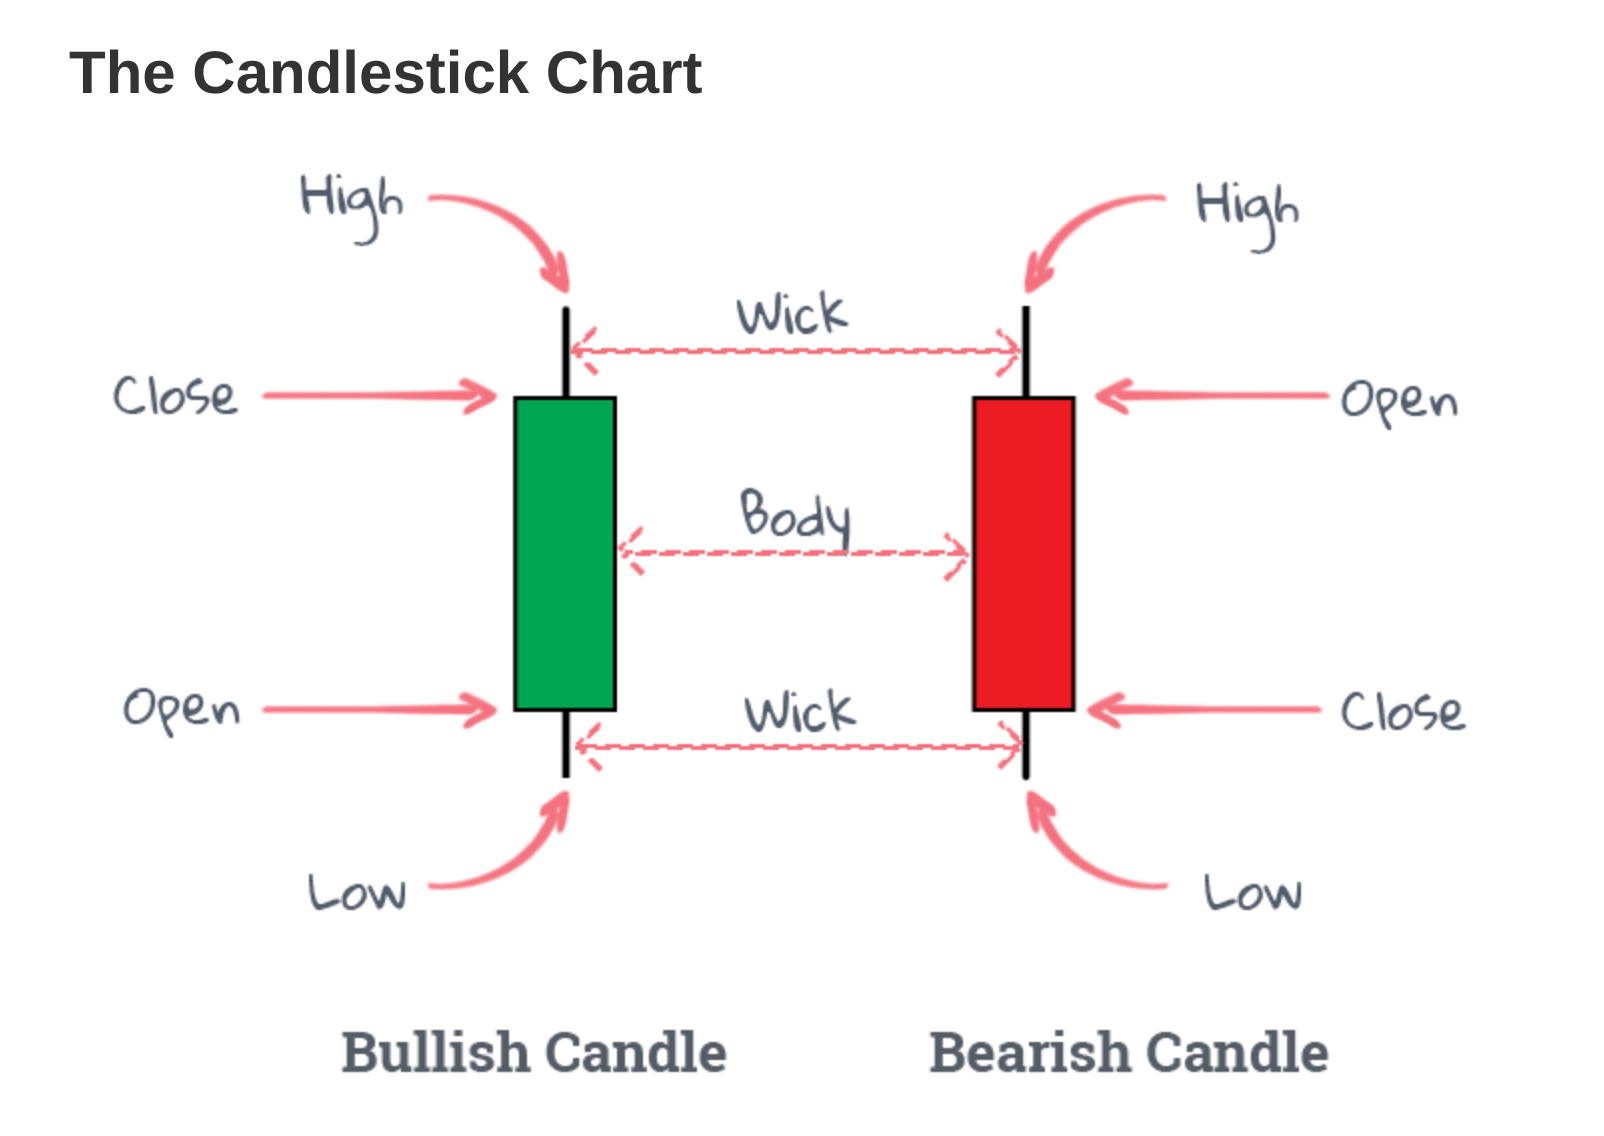 The Candlestick Chart
High
High
Wick
Close
Open
Body
Open
Wick
Close
Low
Low
Bullish Candle
Bearish Candle